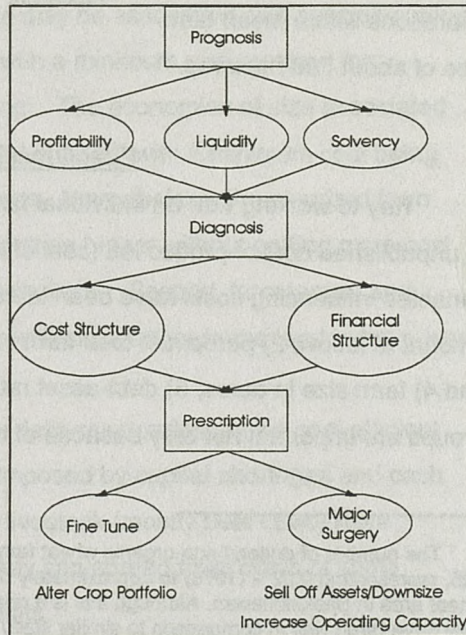 Prognosis
Profitability
Liquidity
Solvency
Diagnosis
Cost Structure
Financial
Structure
Prescription
Fine Tune
Major
Surgery
Alter Crop Portfolio
Sell Off Assets/Downsize
Increase Operating Capacity